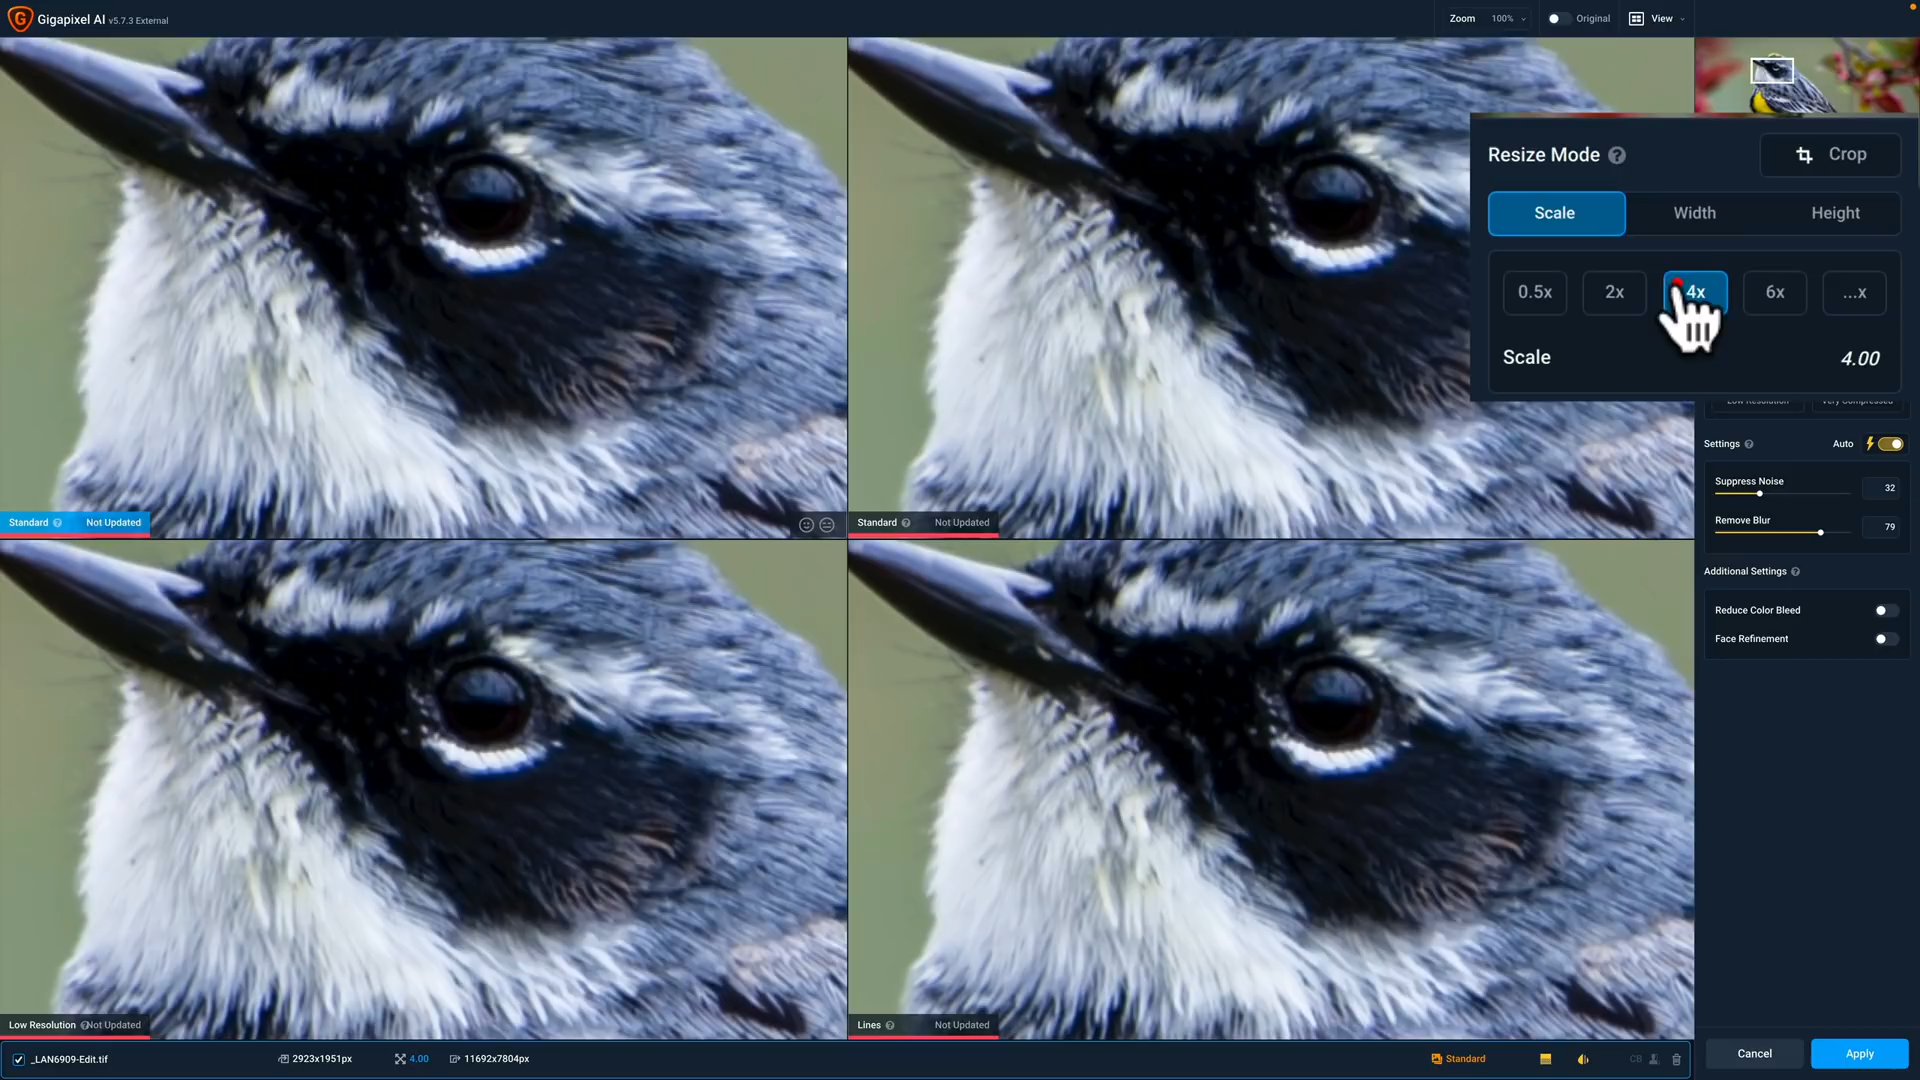 Gigapixel AI v5.7.3 External
Zoom 100% Original View
Resize Mode ? Crop
Scale Width Height
0.5x 2x 4x 6x ...x
Scale 4.00
Settings ? Auto
Suppress Noise 32
Remove Blur 79
Additional Settings ?
Reduce Color Bleed
Face Refinement
Standard ? Not Updated
Standard ? Not Updated
Low Resolution ? Not Updated
Lines ? Not Updated
_LAN6909-Edit.tif 2923x1951px 4.00 11692x7804px Standard CB
Cancel Apply